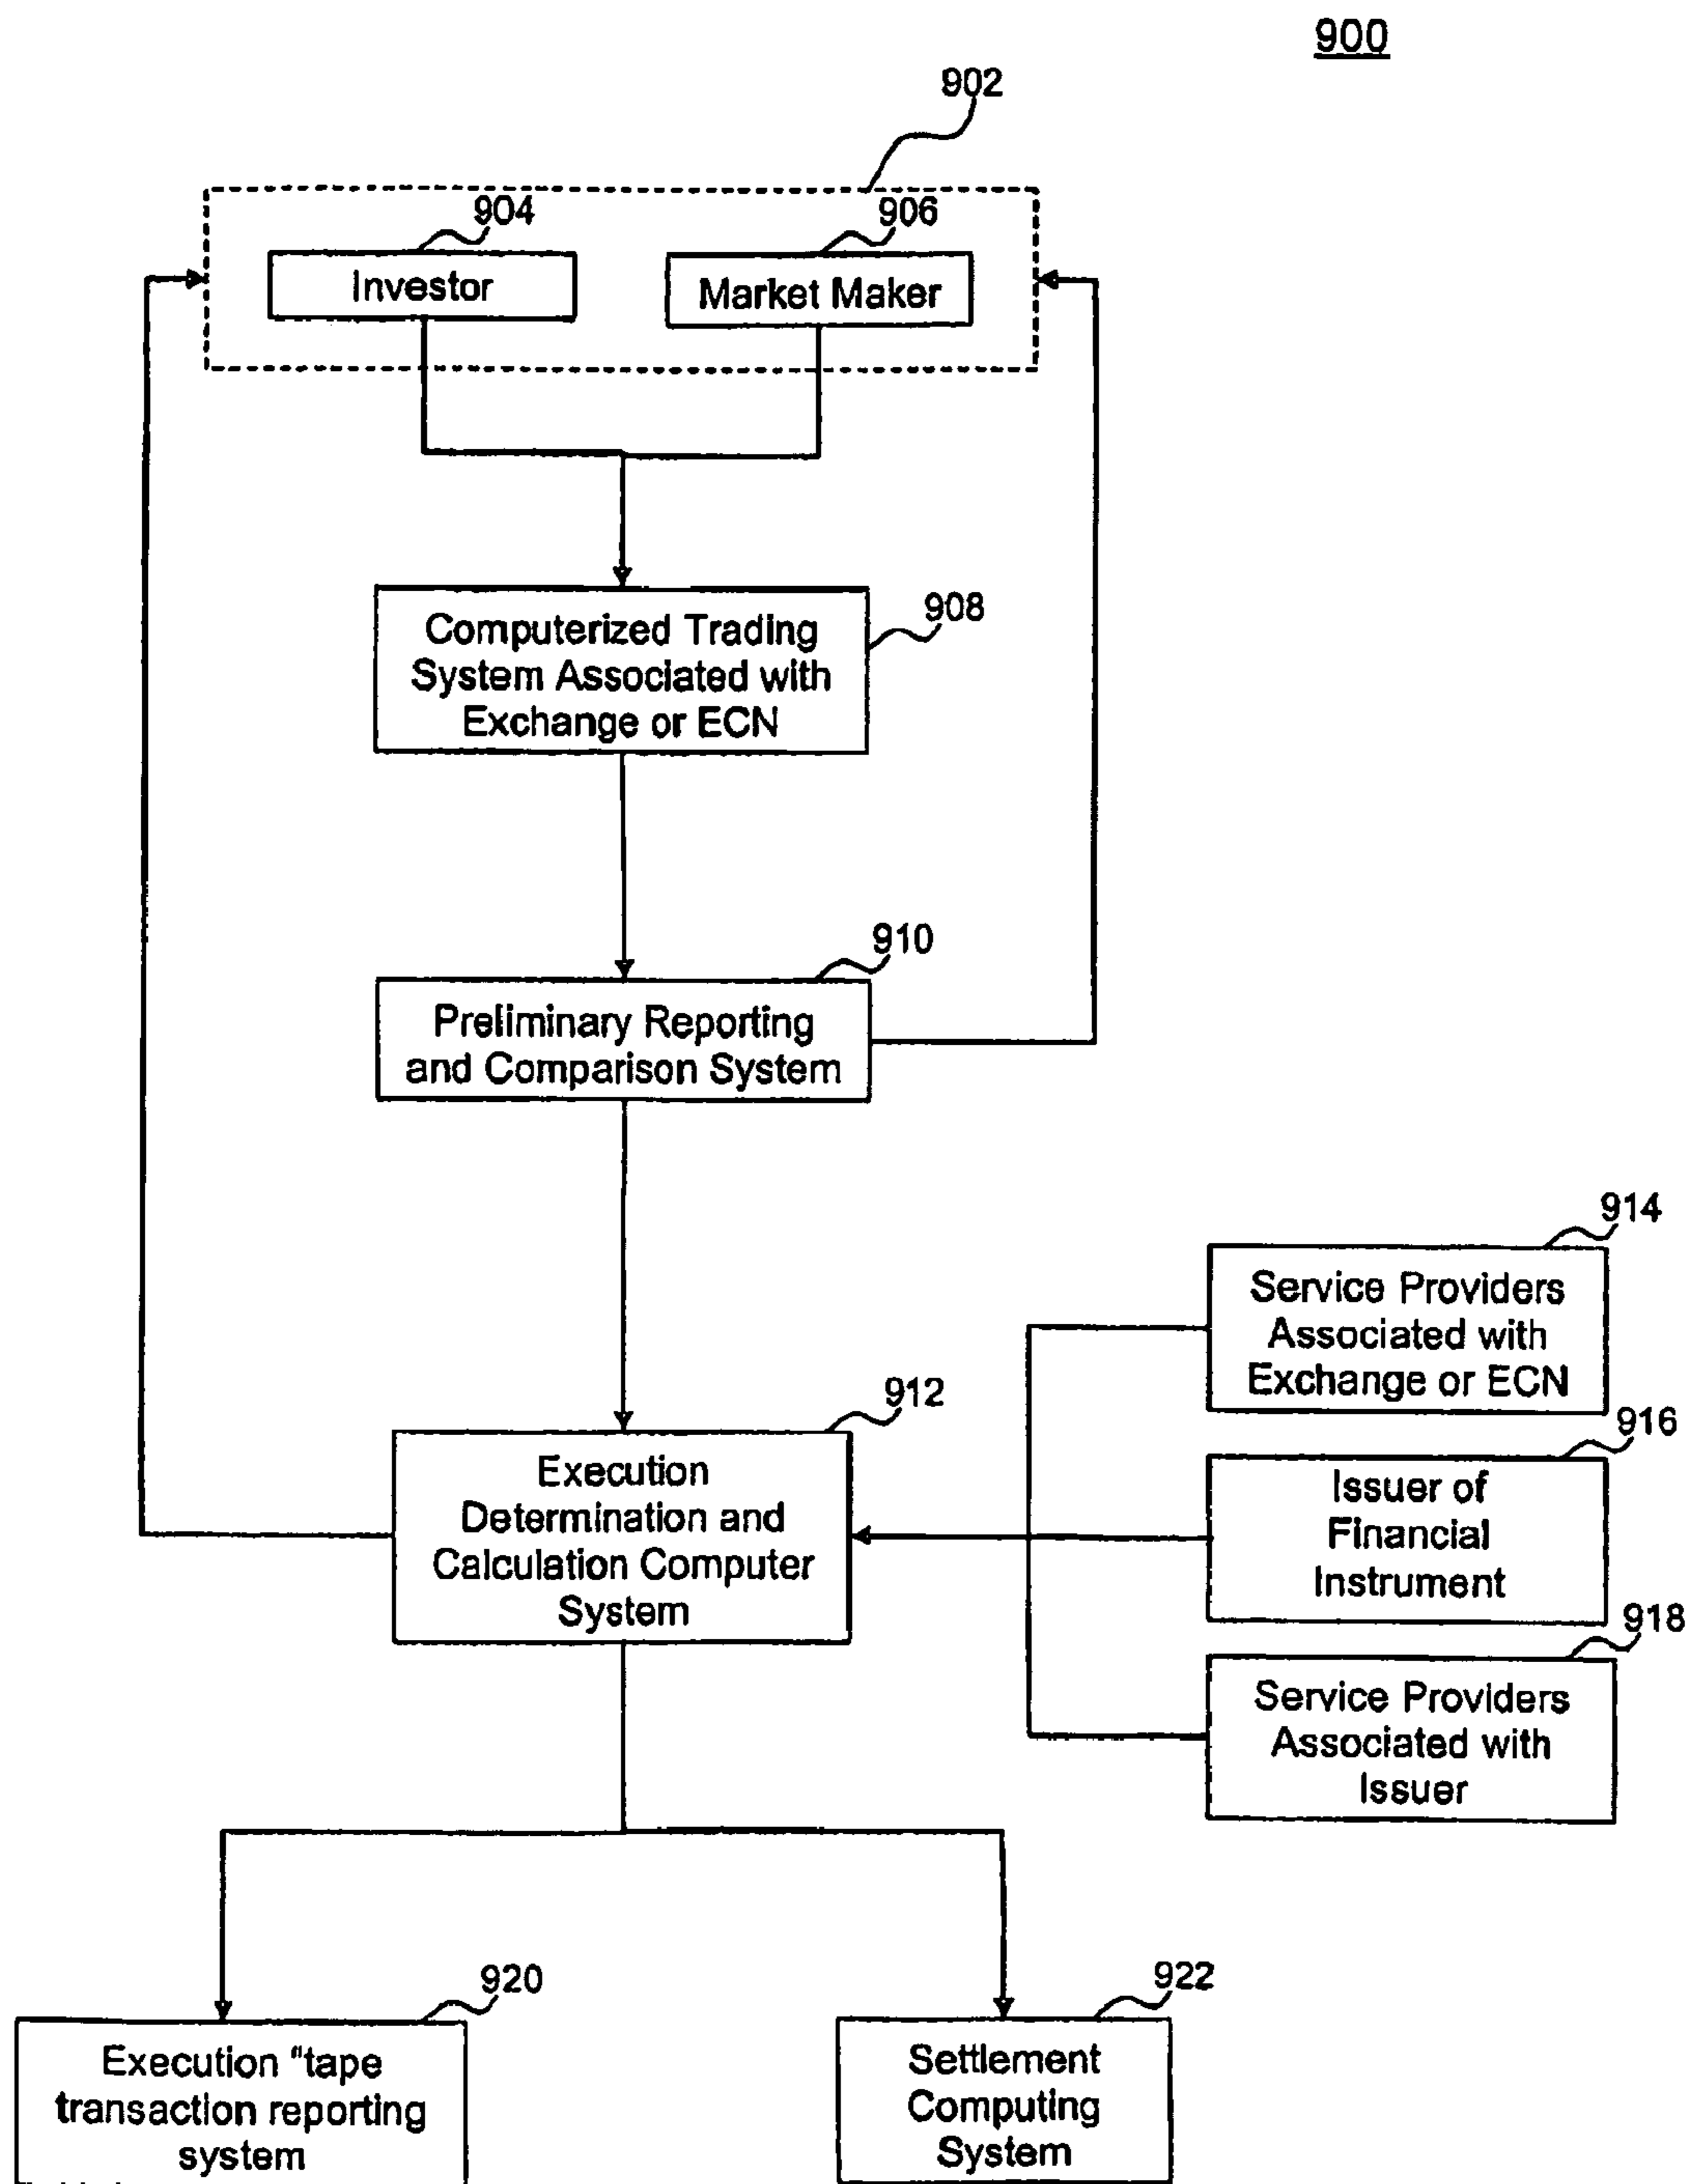 900
902
904
906
Investor
Market Maker
908
Computerized Trading
System Associated with
Exchange or ECN
910
Preliminary Reporting
and Comparison System
914
Service Providers
Associated with
Exchange or ECN
912
Execution
Determination and
Calculation Computer
System
916
Issuer of
Financial
Instrument
918
Service Providers
Associated with
Issuer
920
Execution "tape
transaction reporting
system
922
Settlement
Computing
System